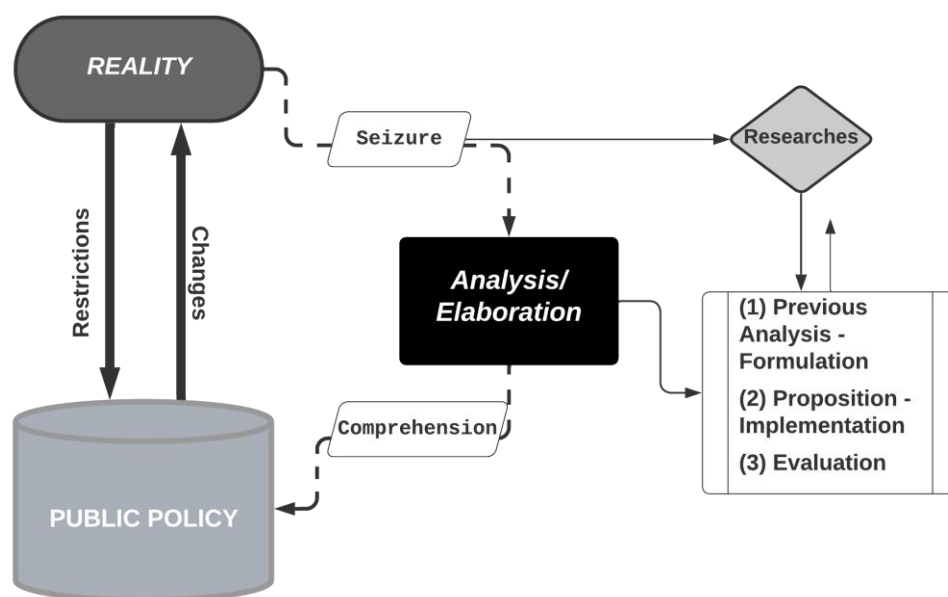 REALITY
Seizure
Researches
Restrictions
Changes
Analysis/
Elaboration
(1) Previous
Analysis -
Formulation
(2) Proposition -
Implementation
(3) Evaluation
Comprehension
PUBLIC POLICY